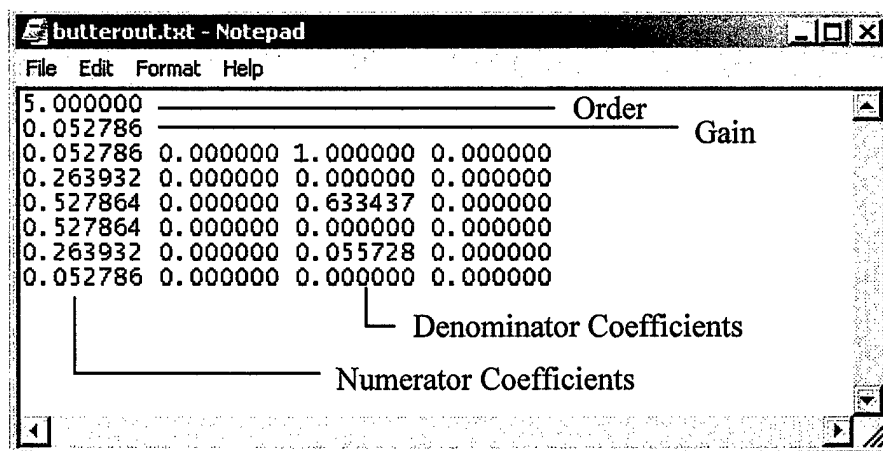 butterout.txt - Notepad
File Edit Format Help
5.000000 Order
0.052786 Gain
0.052786 0.000000 1.000000 0.000000
0.263932 0.000000 0.000000 0.000000
0.527864 0.000000 0.633437 0.000000
0.527864 0.000000 0.000000 0.000000
0.263932 0.000000 0.055728 0.000000
0.052786 0.000000 0.000000 0.000000
Denominator Coefficients
Numerator Coefficients